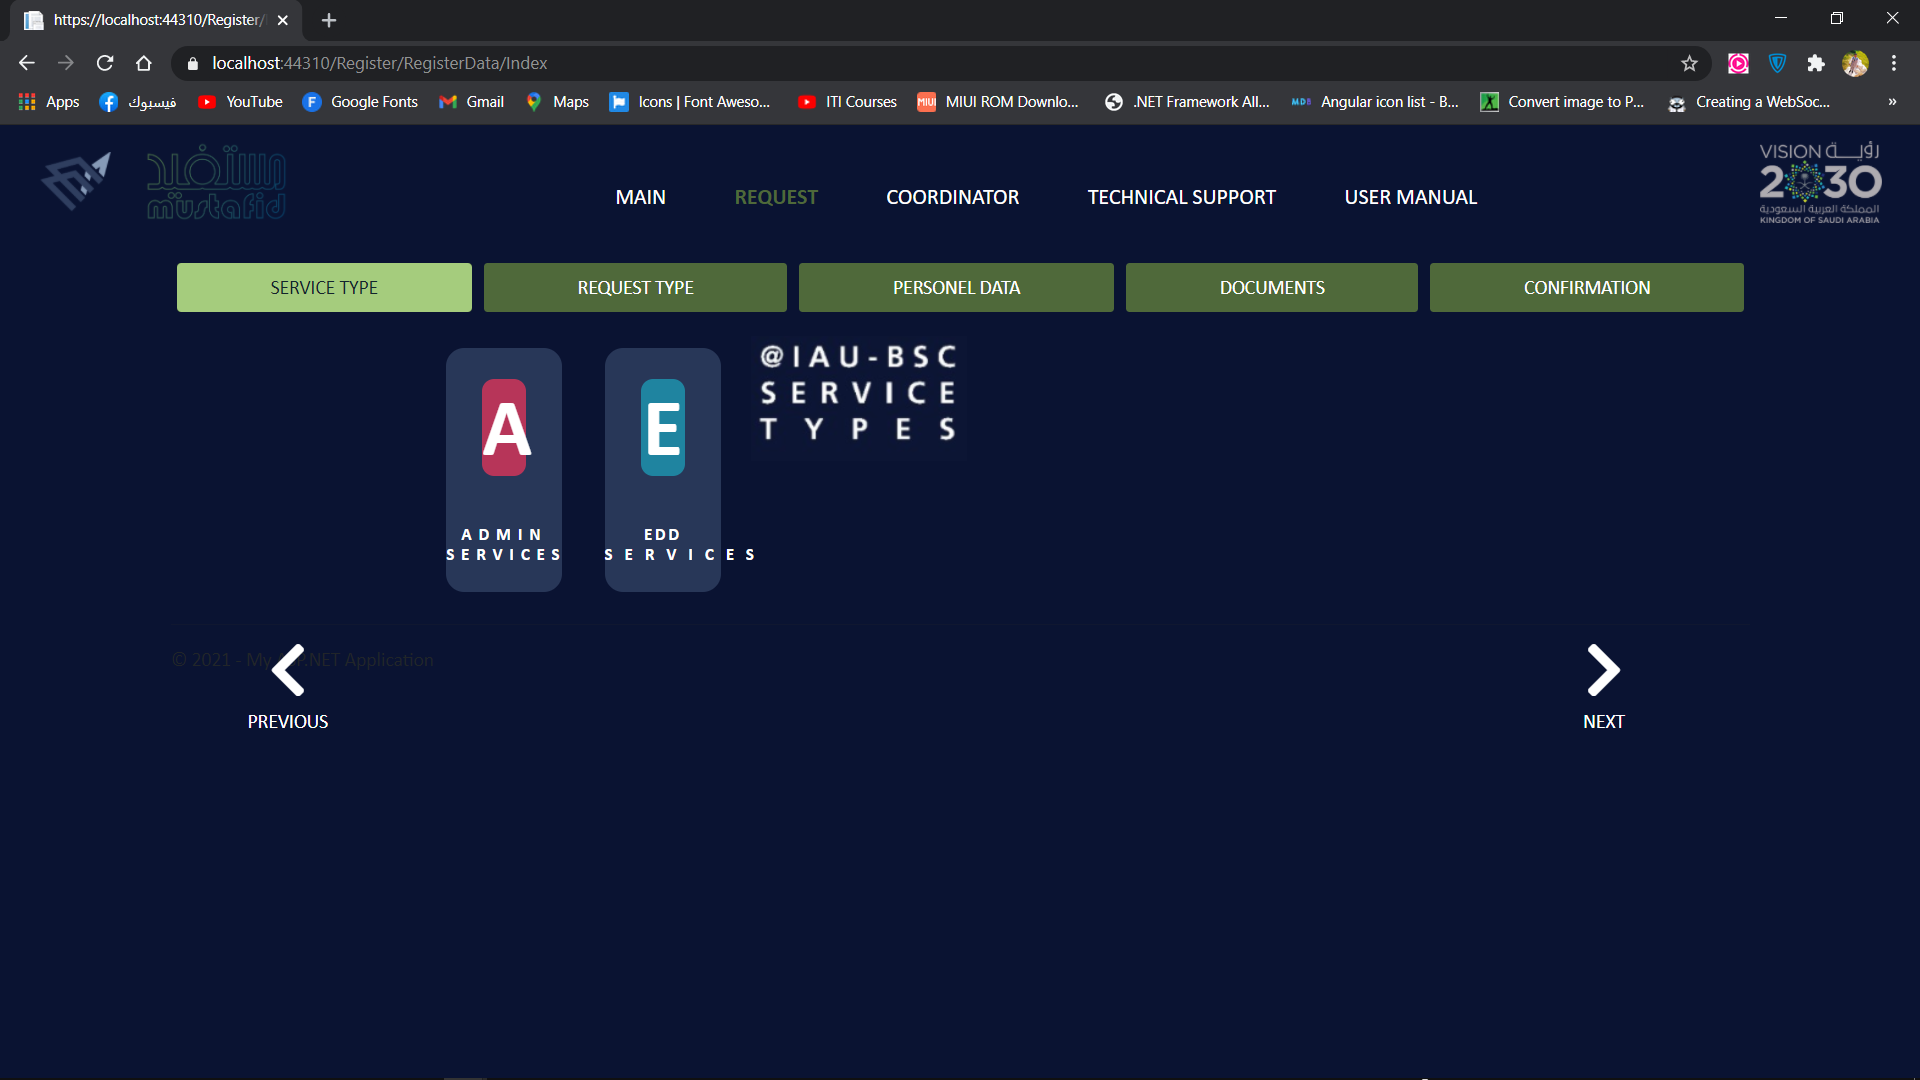 https://localhost:44310/Register/
localhost:44310/Register/RegisterData/Index
Apps فيسبوك YouTube Google Fonts Gmail Maps Icons | Font Aweso... ITI Courses MIUI ROM Downlo... .NET Framework All... Angular icon list - B... Convert image to P... Creating a WebSoc... »
مستفيد
mustafid
MAIN REQUEST COORDINATOR TECHNICAL SUPPORT USER MANUAL
VISION رؤيــة
2030
المملكة العربية السعودية
KINGDOM OF SAUDI ARABIA
SERVICE TYPE REQUEST TYPE PERSONEL DATA DOCUMENTS CONFIRMATION
A
ADMIN
SERVICES
E
EDD
SERVICES
@IAU-BSC
SERVICE
TYPES
© 2021 - My .NET Application
PREVIOUS
NEXT